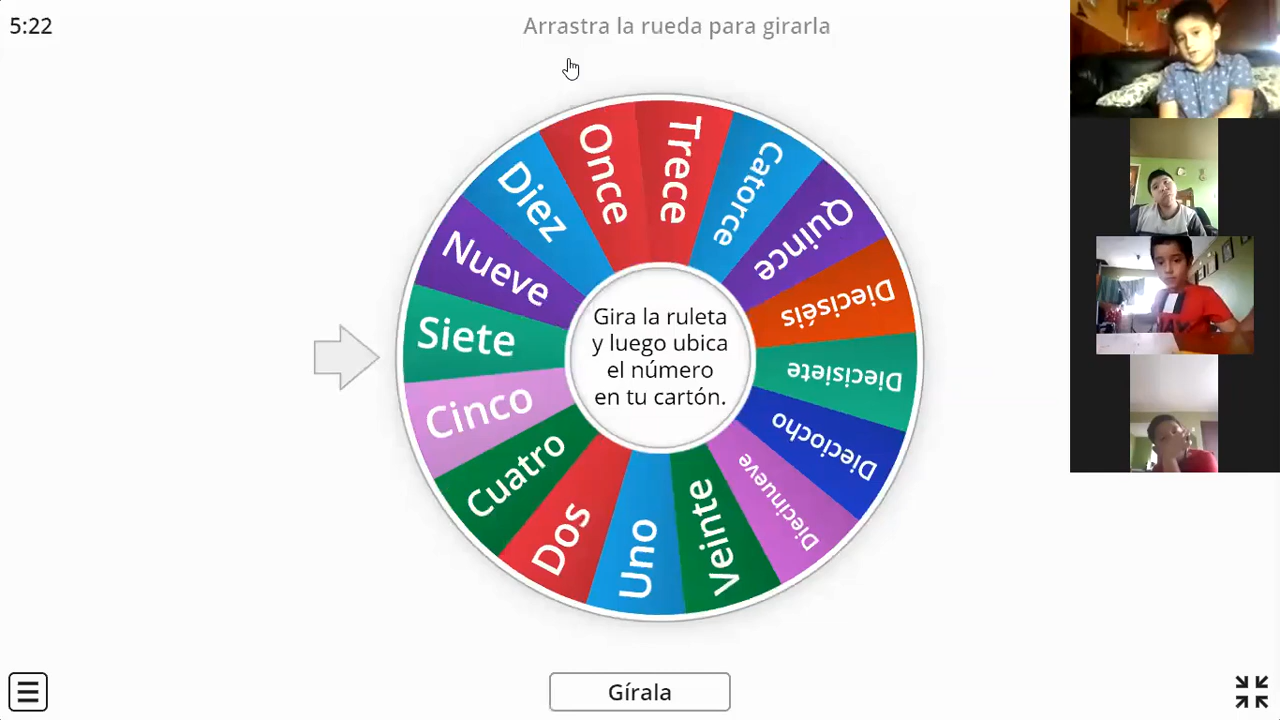 5:22
Arrastra la rueda para girarla
Once
Trece
Catorce
Quince
Dieciséis
Diecisiete
Dieciocho
Diecinueve
Veinte
Uno
Dos
Cuatro
Cinco
Siete
Nueve
Diez
Gira la ruleta
y luego ubica
el número
en tu cartón.
Gírala